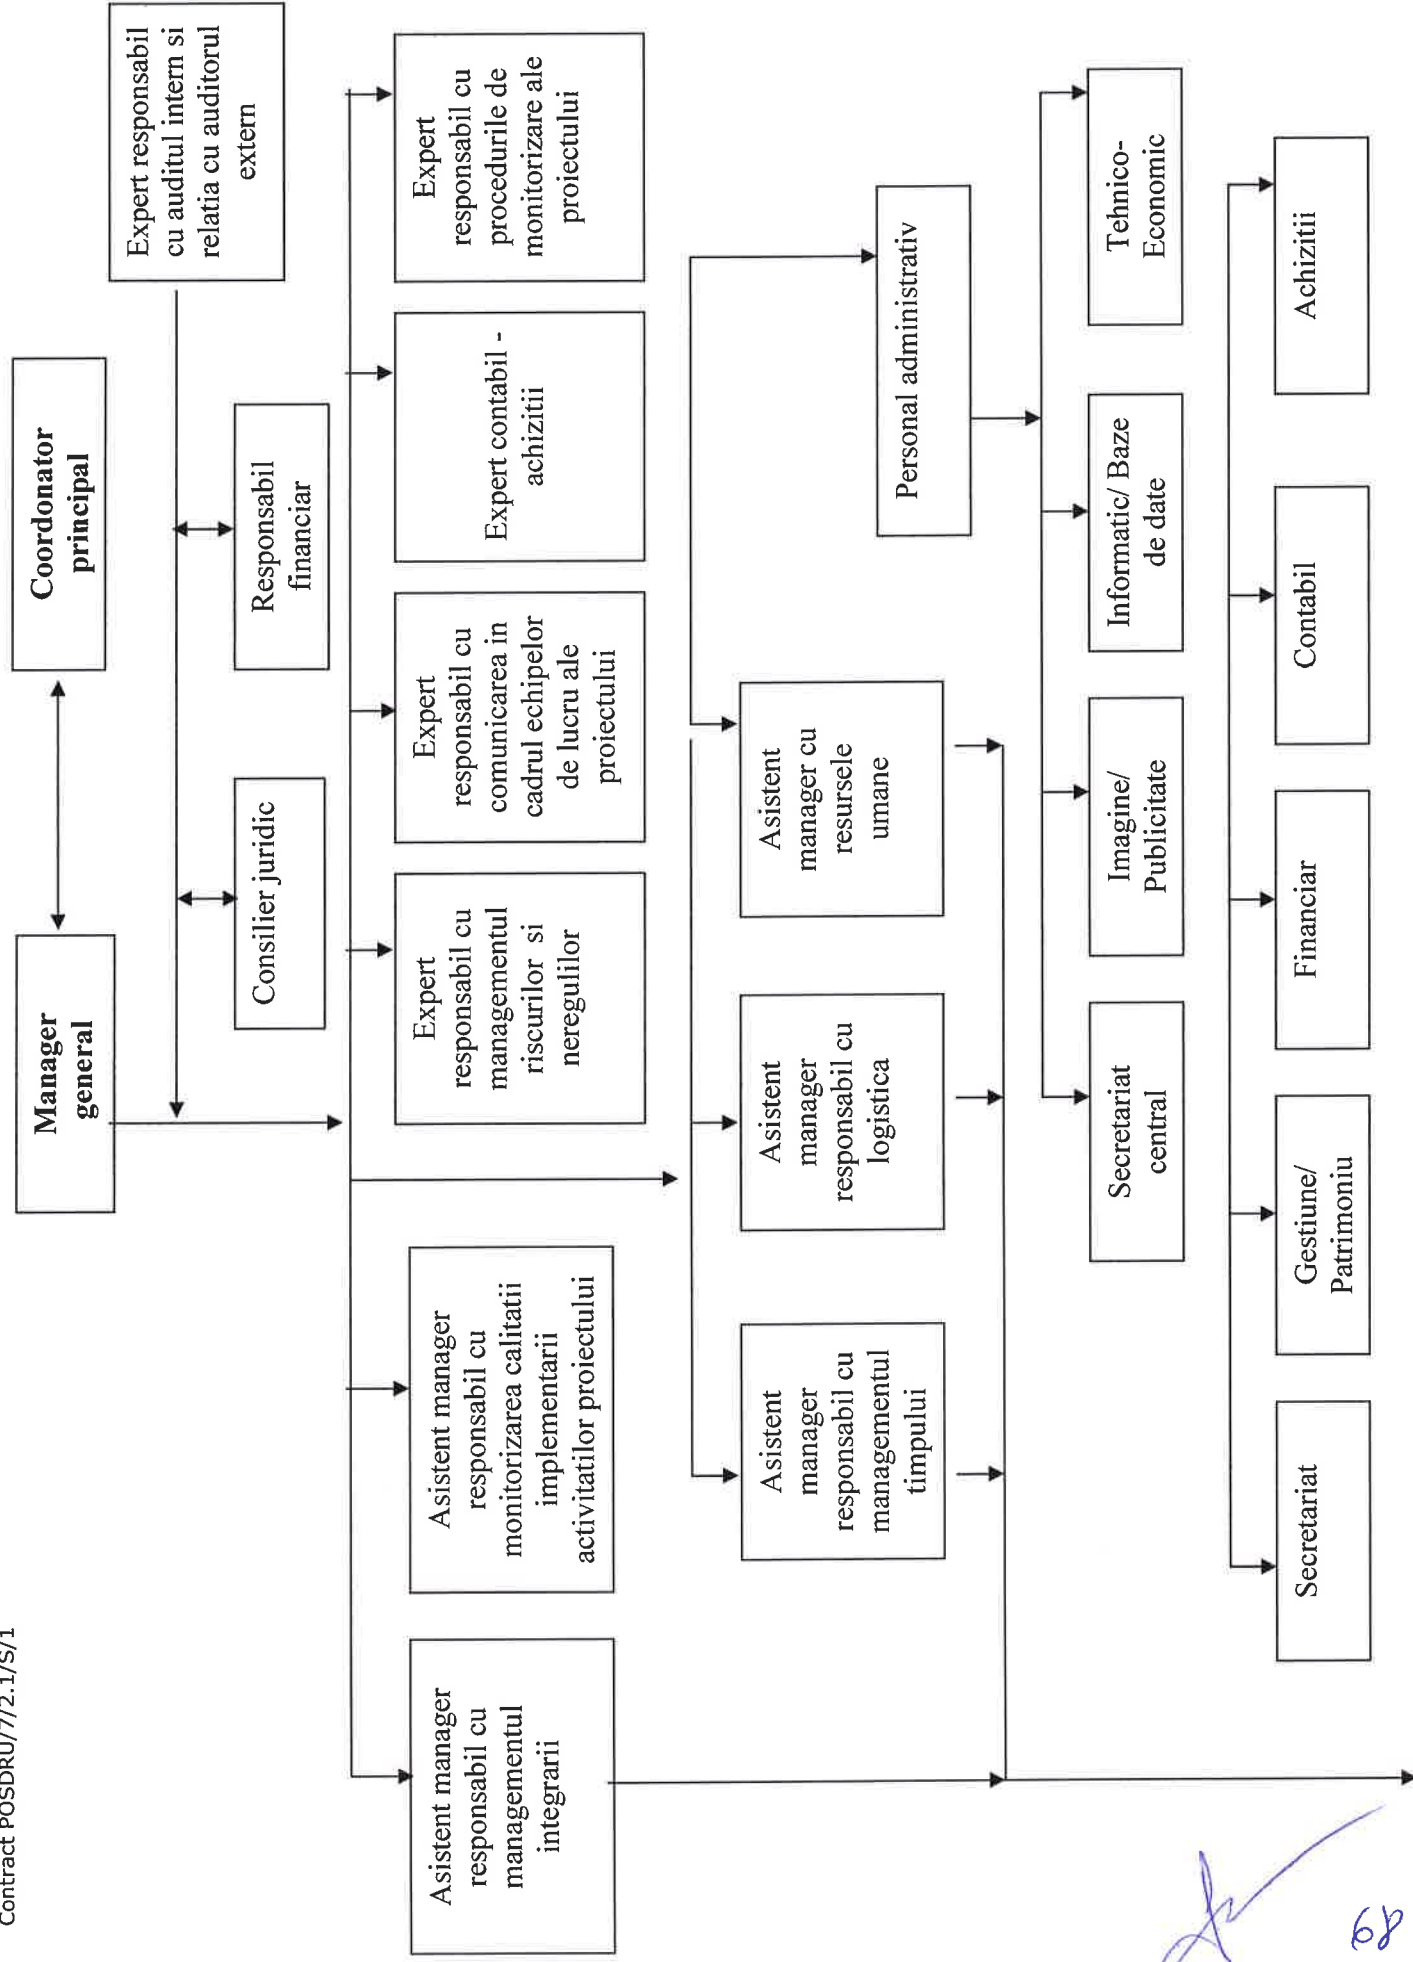 Contract POSDRU/7/2.1/S/1
Manager
general
Coordonator
principal
Expert responsabil
cu auditul intern si
relatia cu auditorul
extern
Consilier juridic
Responsabil
financiar
Asistent manager
responsabil cu
managementul
integrarii
Asistent manager
responsabil cu
monitorizarea calitatii
implementarii
activitatilor proiectului
Expert
responsabil cu
managementul
riscurilor si
neregulilor
Expert
responsabil cu
comunicarea in
cadrul echipelor
de lucru ale
proiectului
Expert contabil -
achizitii
Expert
responsabil cu
procedurile de
monitorizare ale
proiectului
Asistent
manager
responsabil cu
managementul
timpului
Asistent
manager
responsabil cu
logistica
Asistent
manager cu
resursele
umane
Personal administrativ
Secretariat
central
Imagine/
Publicitate
Informatic/ Baze
de date
Tehnico-
Economic
Secretariat
Gestiune/
Patrimoniu
Financiar
Contabil
Achizitii
68